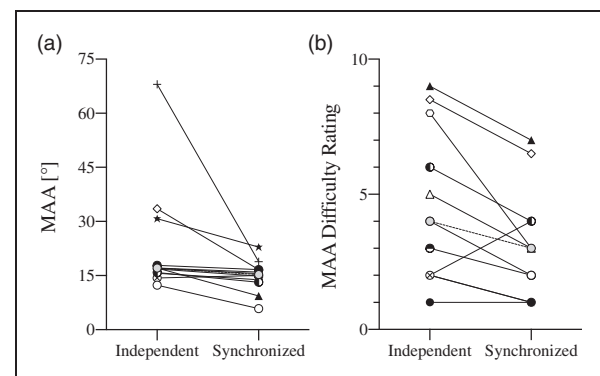 (a)
75
60
45
30
15
0
MAA [°]
Independent Synchronized
(b)
10
5
0
MAA Difficulty Rating
Independent Synchronized